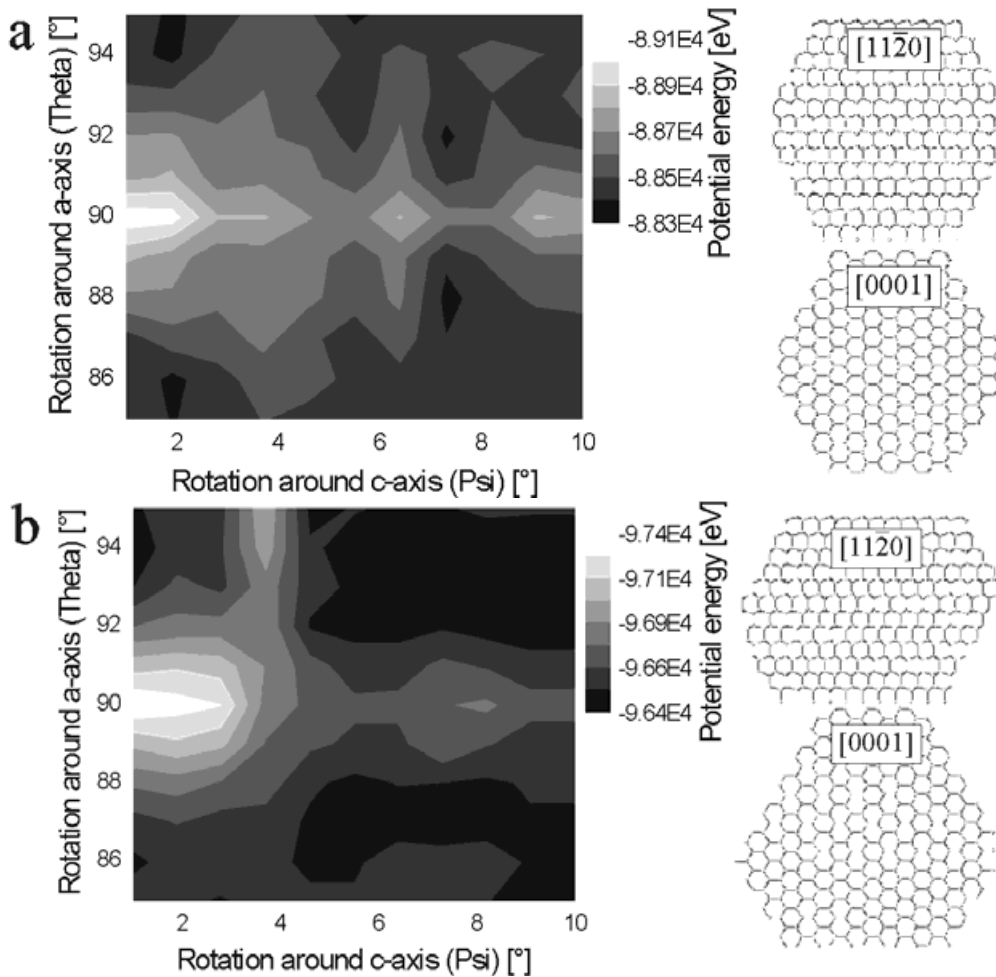 a
Rotation around a-axis (Theta) [°]
94
92
90
88
86
2 4 6 8 10
Rotation around c-axis (Psi) [°]
-8.91E4
-8.89E4
-8.87E4
-8.85E4
-8.83E4
Potential energy [eV]
[112̅0]
[0001]
b
Rotation around a-axis (Theta) [°]
94
92
90
88
86
2 4 6 8 10
Rotation around c-axis (Psi) [°]
-9.74E4
-9.71E4
-9.69E4
-9.66E4
-9.64E4
Potential energy [eV]
[112̅0]
[0001]